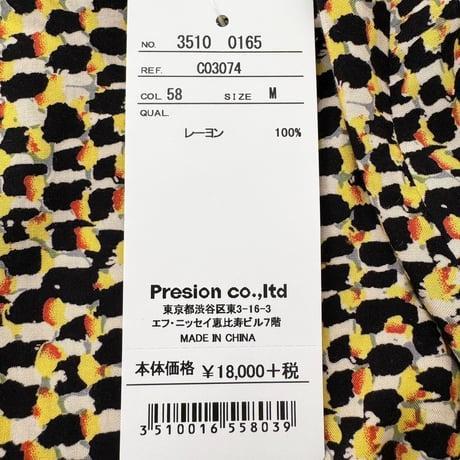 NO. 3510 0165
REF. C03074
COL 58 SIZE M
QUAL.
レーヨン 100%
Presion co.,ltd
東京都渋谷区東3-16-3
エフ・ニッセイ恵比寿ビル7階
MADE IN CHINA
本体価格 ¥18,000+税
3510016558039